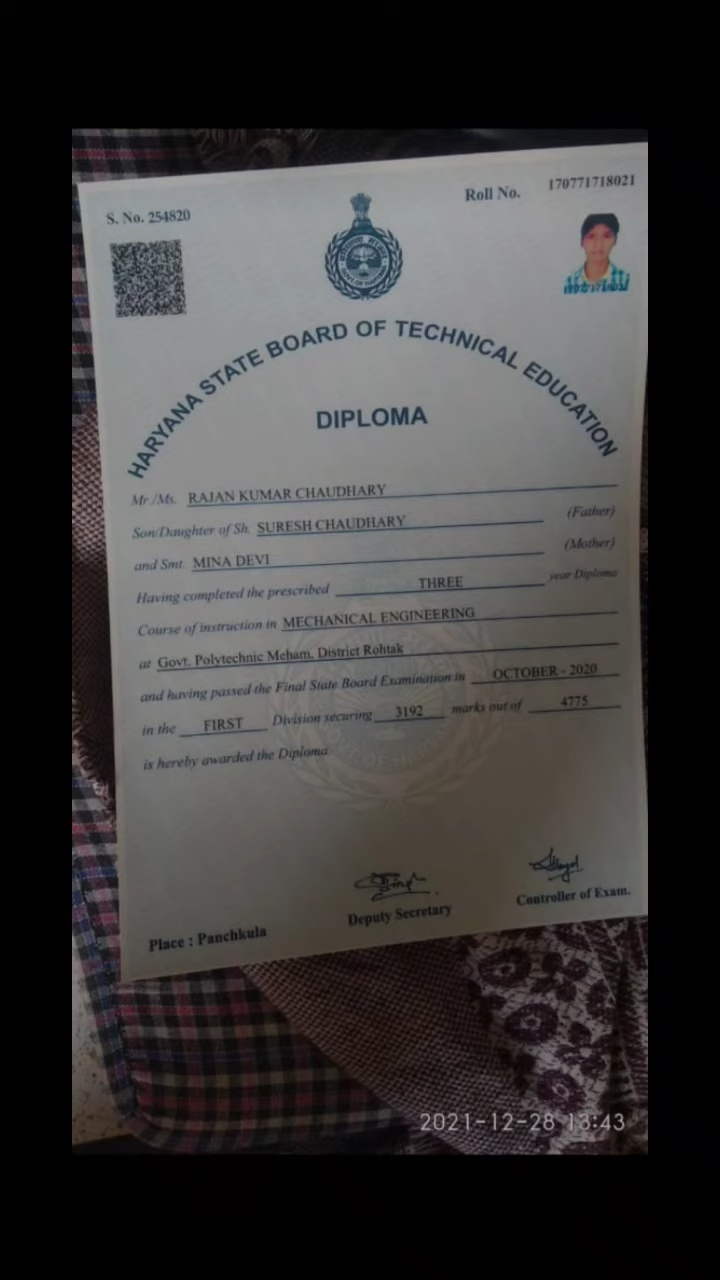 S. No. 254820
Roll No. 170771718021
HARYANA STATE BOARD OF TECHNICAL EDUCATION
DIPLOMA
Mr./Ms. RAJAN KUMAR CHAUDHARY
Son/Daughter of Sh. SURESH CHAUDHARY (Father)
and Smt. MINA DEVI (Mother)
Having completed the prescribed THREE year Diploma
Course of instruction in MECHANICAL ENGINEERING
at Govt. Polytechnic Meham, District Rohtak
and having passed the Final State Board Examination in OCTOBER - 2020
in the FIRST Division securing 3192 marks out of 4775
is hereby awarded the Diploma.
Deputy Secretary
Controller of Exam.
Place : Panchkula
2021-12-28 13:43